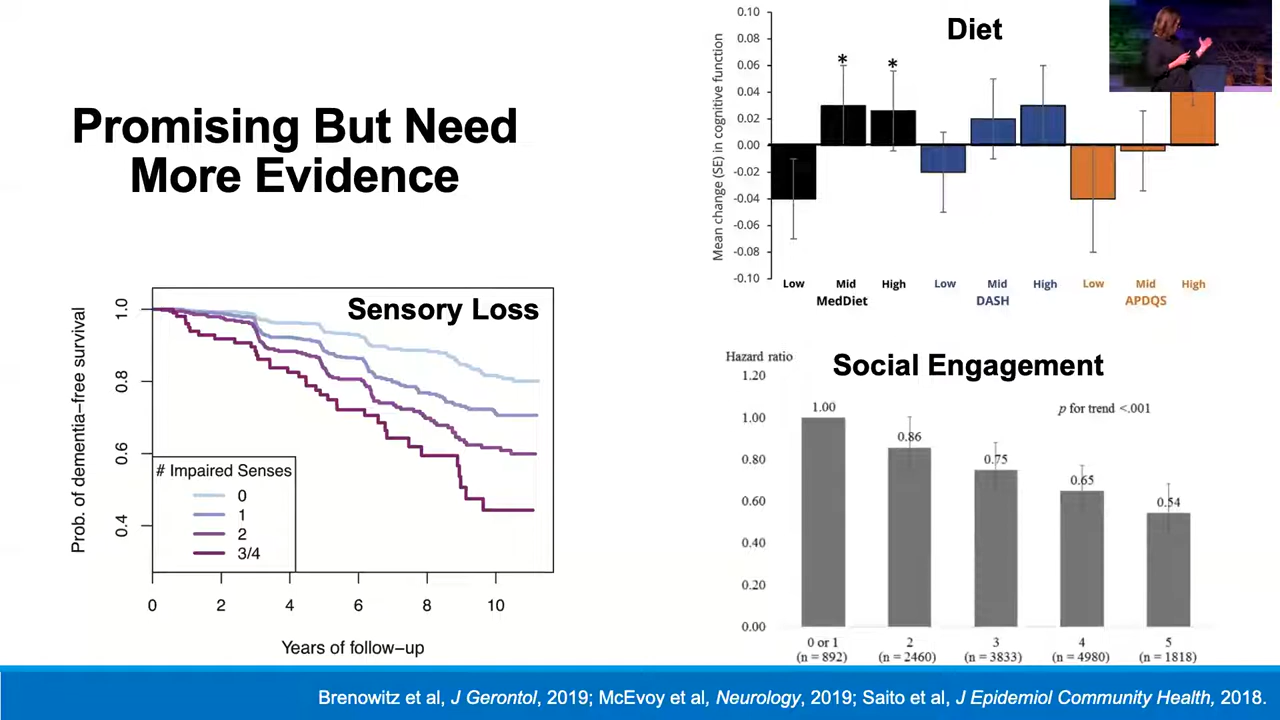 Promising But Need
More Evidence
Diet
Mean change (SE) in cognitive function
0.10
0.08
0.06
0.04
0.02
0.00
-0.02
-0.04
-0.06
-0.08
-0.10
* *
Low Mid High Low Mid High Low Mid High
MedDiet DASH APDQS
Sensory Loss
Prob. of dementia−free survival
1.0
0.8
0.6
0.4
# Impaired Senses
0
1
2
3/4
0 2 4 6 8 10
Years of follow−up
Social Engagement
Hazard ratio
1.20
1.00
0.80
0.60
0.40
0.20
0.00
p for trend <.001
1.00
0.86
0.75
0.65
0.54
0 or 1 2 3 4 5
(n = 892) (n = 2460) (n = 3833) (n = 4980) (n = 1818)
Brenowitz et al, J Gerontol, 2019; McEvoy et al, Neurology, 2019; Saito et al, J Epidemiol Community Health, 2018.